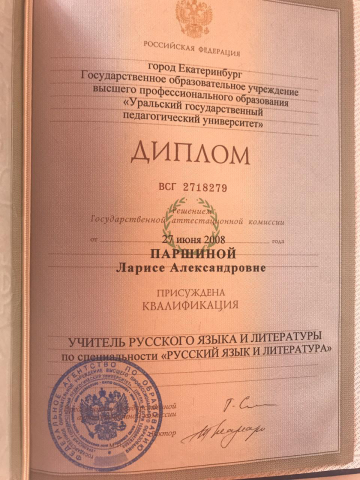 РОССИЙСКАЯ ФЕДЕРАЦИЯ
город Екатеринбург
Государственное образовательное учреждение
высшего профессионального образования
«Уральский государственный
педагогический университет»
ДИПЛОМ
ВСГ 2718279
Решением
Государственной аттестационной комиссии
от 27 июня 2008 года
ПАРШИНОЙ
Ларисе Александровне
ПРИСУЖДЕНА
КВАЛИФИКАЦИЯ
УЧИТЕЛЬ РУССКОГО ЯЗЫКА И ЛИТЕРАТУРЫ
по специальности «РУССКИЙ ЯЗЫК И ЛИТЕРАТУРА»